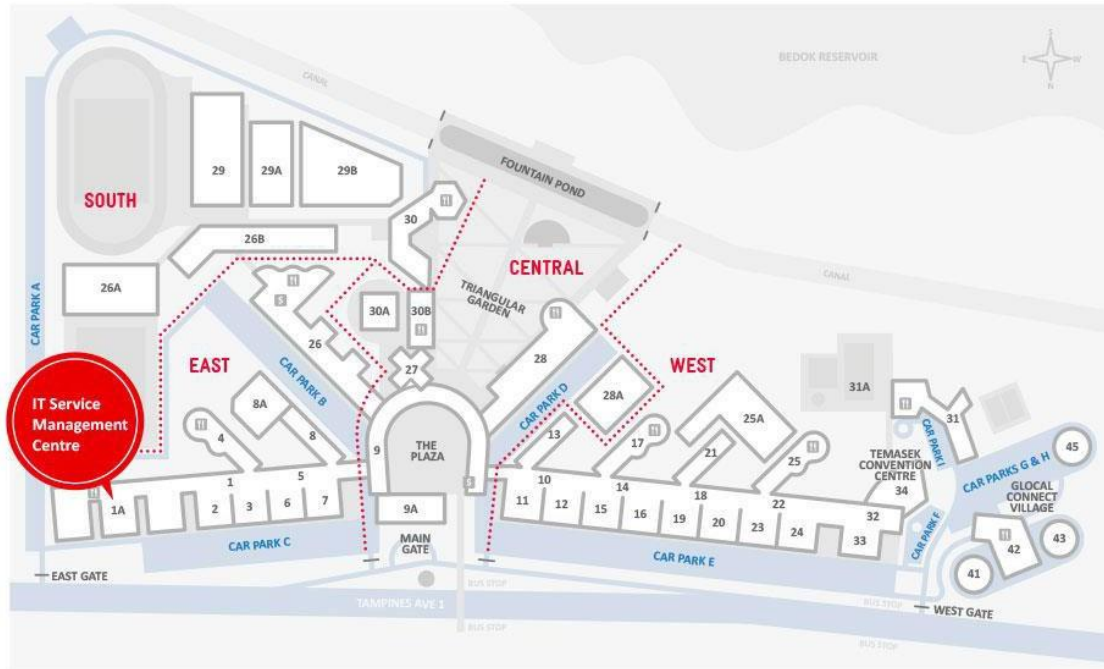 BEDOK RESERVOIR
S
E
W
N
CANAL
FOUNTAIN POND
29
29A
29B
SOUTH
30
26B
CENTRAL
CANAL
26A
TRIANGULAR
GARDEN
30A
30B
CAR PARK A
26
28
EAST
CAR PARK B
27
WEST
31A
IT Service
Management
Centre
8A
28A
CAR PARK D
25A
31
CAR PARK I
4
8
9
THE
PLAZA
13
17
21
25
TEMASEK
CONVENTION
CENTRE
CAR PARKS G & H
45
1
5
10
14
18
22
34
GLOCAL
CONNECT
VILLAGE
1A
2
3
6
7
9A
S
11
12
15
16
19
20
23
24
32
33
CAR PARK F
42
43
41
CAR PARK C
MAIN
GATE
CAR PARK E
EAST GATE
BUS STOP
TAMPINES AVE 1
BUS STOP
BUS STOP
WEST GATE
BUS STOP
S